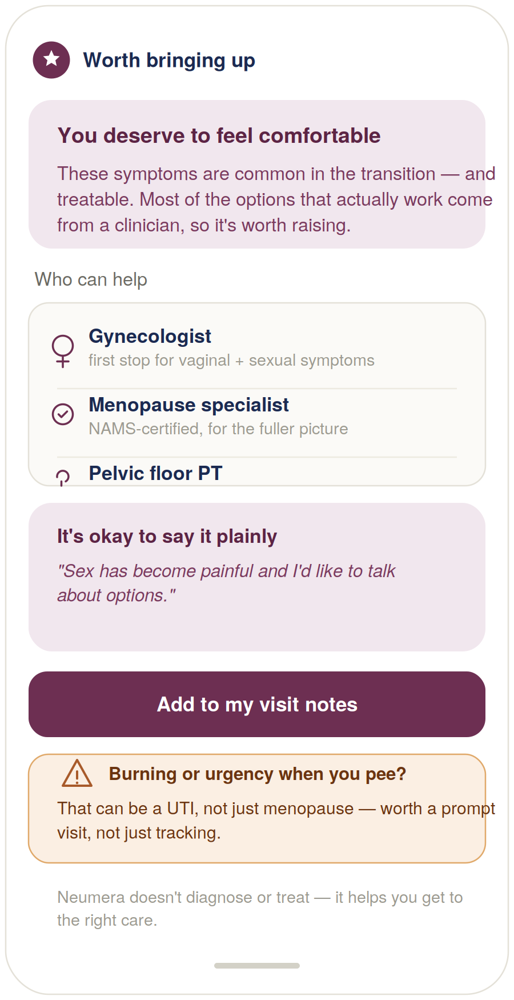 Worth bringing up
You deserve to feel comfortable
These symptoms are common in the transition — and
treatable. Most of the options that actually work come
from a clinician, so it's worth raising.
Who can help
Gynecologist
first stop for vaginal + sexual symptoms
Menopause specialist
NAMS-certified, for the fuller picture
Pelvic floor PT
It's okay to say it plainly
"Sex has become painful and I'd like to talk
about options."
Add to my visit notes
Burning or urgency when you pee?
That can be a UTI, not just menopause — worth a prompt
visit, not just tracking.
Neumera doesn't diagnose or treat — it helps you get to
the right care.